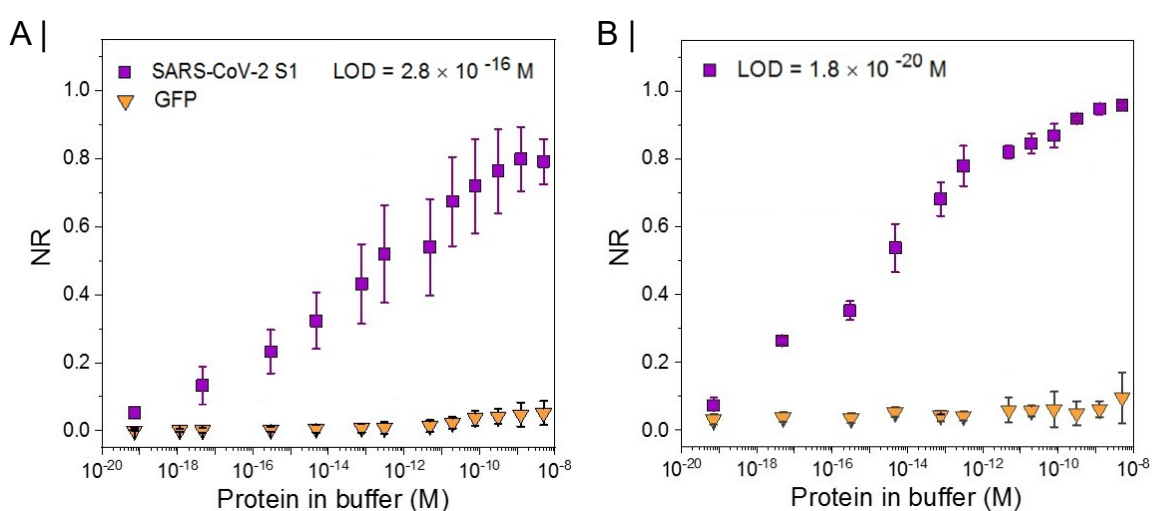 A |
SARS-CoV-2 S1 LOD = 2.8 × 10 -16 M
GFP
1.0
0.8
0.6
0.4
0.2
0.0
NR
10-20 10-18 10-16 10-14 10-12 10-10 10-8
Protein in buffer (M)
B |
LOD = 1.8 × 10 -20 M
1.0
0.8
0.6
0.4
0.2
0.0
NR
10-20 10-18 10-16 10-14 10-12 10-10 10-8
Protein in buffer (M)